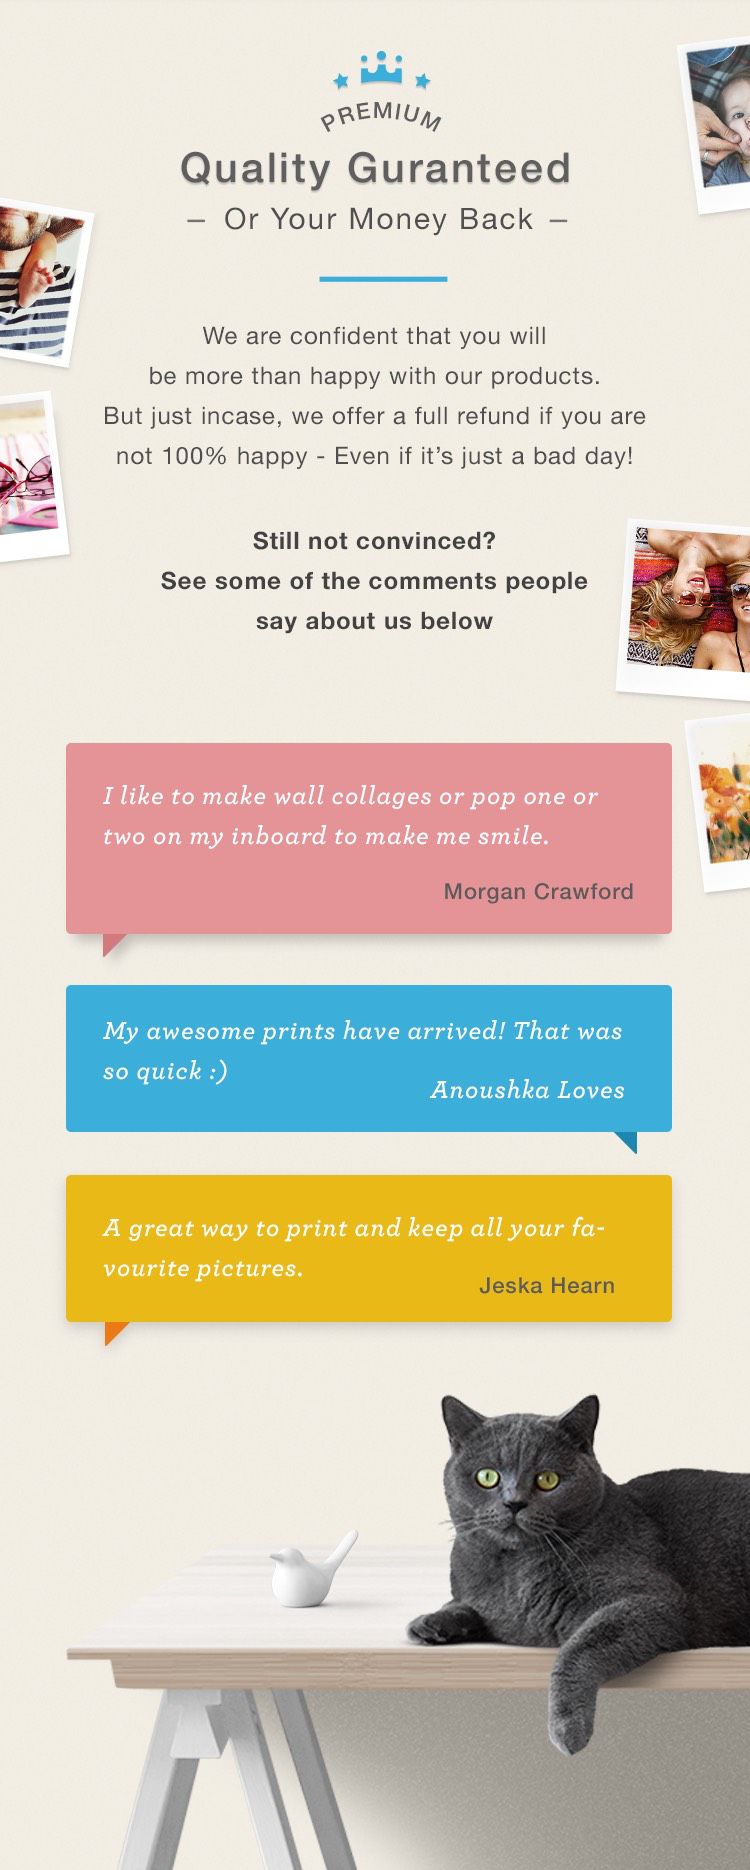 PREMIUM
Quality Guranteed
– Or Your Money Back –
We are confident that you will
be more than happy with our products.
But just incase, we offer a full refund if you are
not 100% happy - Even if it’s just a bad day!
Still not convinced?
See some of the comments people
say about us below
I like to make wall collages or pop one or
two on my inboard to make me smile.
Morgan Crawford
My awesome prints have arrived! That was
so quick :)
Anoushka Loves
A great way to print and keep all your fa-
vourite pictures.
Jeska Hearn